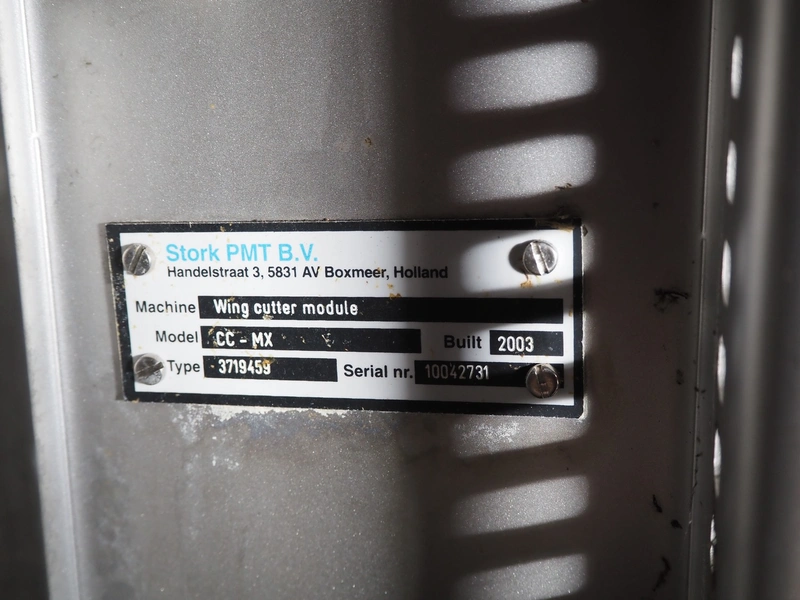 Stork PMT B.V.
Handelstraat 3, 5831 AV Boxmeer, Holland
Machine Wing cutter module
Model CC - MX Built 2003
Type 3719459 Serial nr. 10042731